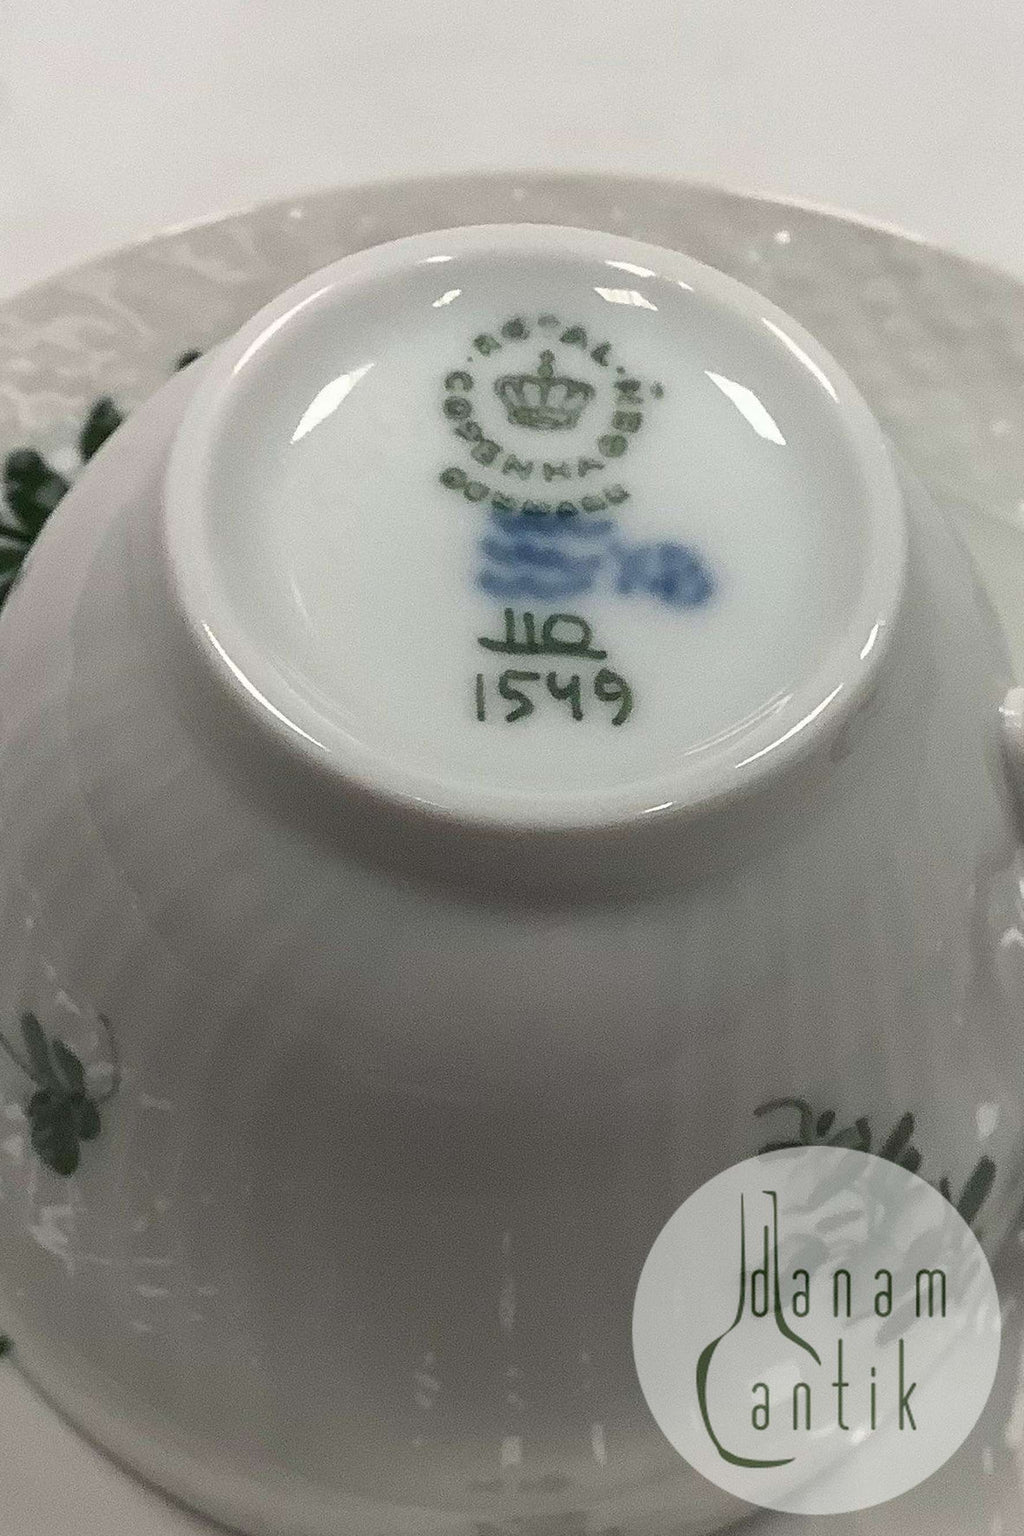 ROYAL
COPENHAGEN
DENMARK
110
1549
danam
antik